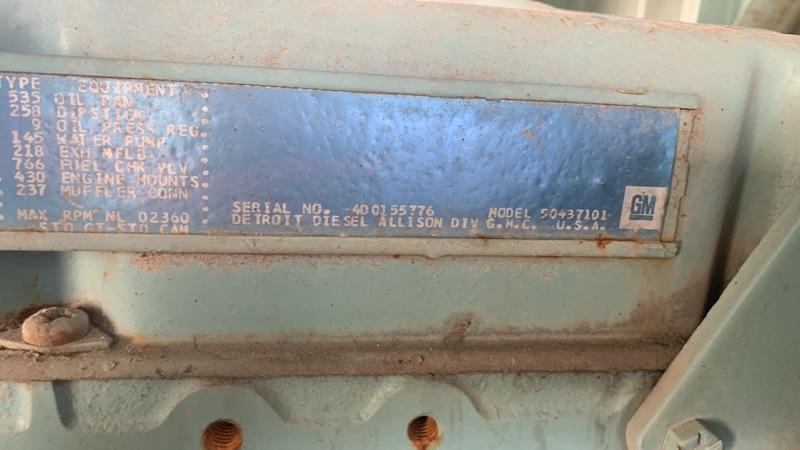 TYPE EQUIPMENT
535 OIL PAN
258 DIPSTICK
9 OIL PRESS REG.
145 WATER PUMP
218 EXH MFLD
766 FUEL CHK VLV
430 ENGINE MOUNTS
237 MUFFLER CONN
MAX RPM NL 02360
STD GT-STD CAM
SERIAL NO. 4D0155776 MODEL 50437101
DETROIT DIESEL ALLISON DIV G.M.C. U.S.A.
GM